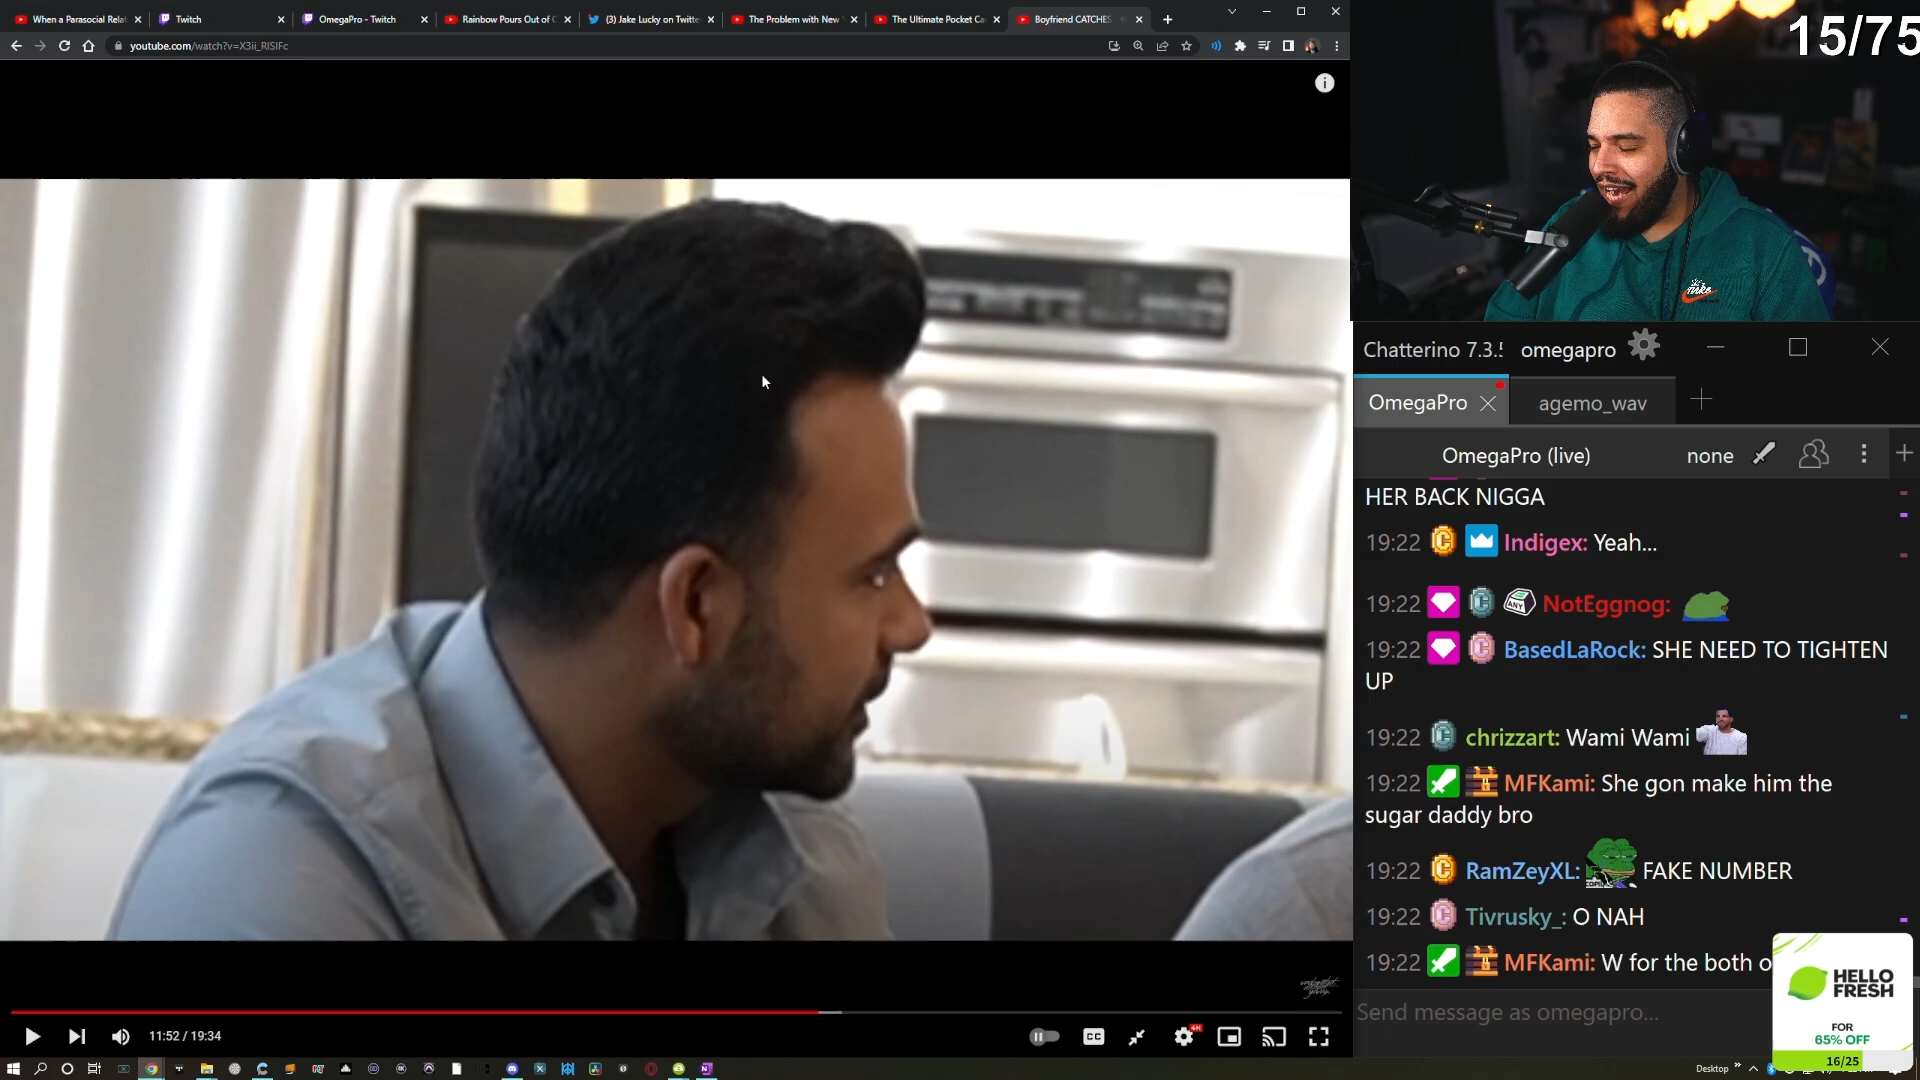 When a Parasocial Relat
Twitch
OmegaPro - Twitch
Rainbow Pours Out of C
(3) Jake Lucky on Twitte
The Problem with New Y
The Ultimate Pocket Ca
Boyfriend CATCHES
youtube.com/watch?v=X3ii_RISIFc
15/75
Chatterino 7.3.5
omegapro
OmegaPro
agemo_wav
OmegaPro (live)
none
HER BACK NIGGA
19:22 Indigex: Yeah...
19:22 ANY NotEggnog:
19:22 BasedLaRock: SHE NEED TO TIGHTEN
UP
19:22 chrizzart: Wami Wami
19:22 MFKami: She gon make him the
sugar daddy bro
19:22 RamZeyXL: FAKE NUMBER
19:22 Tivrusky_: O NAH
19:22 MFKami: W for the both o
Send message as omegapro...
HELLO
FRESH
FOR
65% OFF
16/25
11:52 / 19:34
CC
Desktop